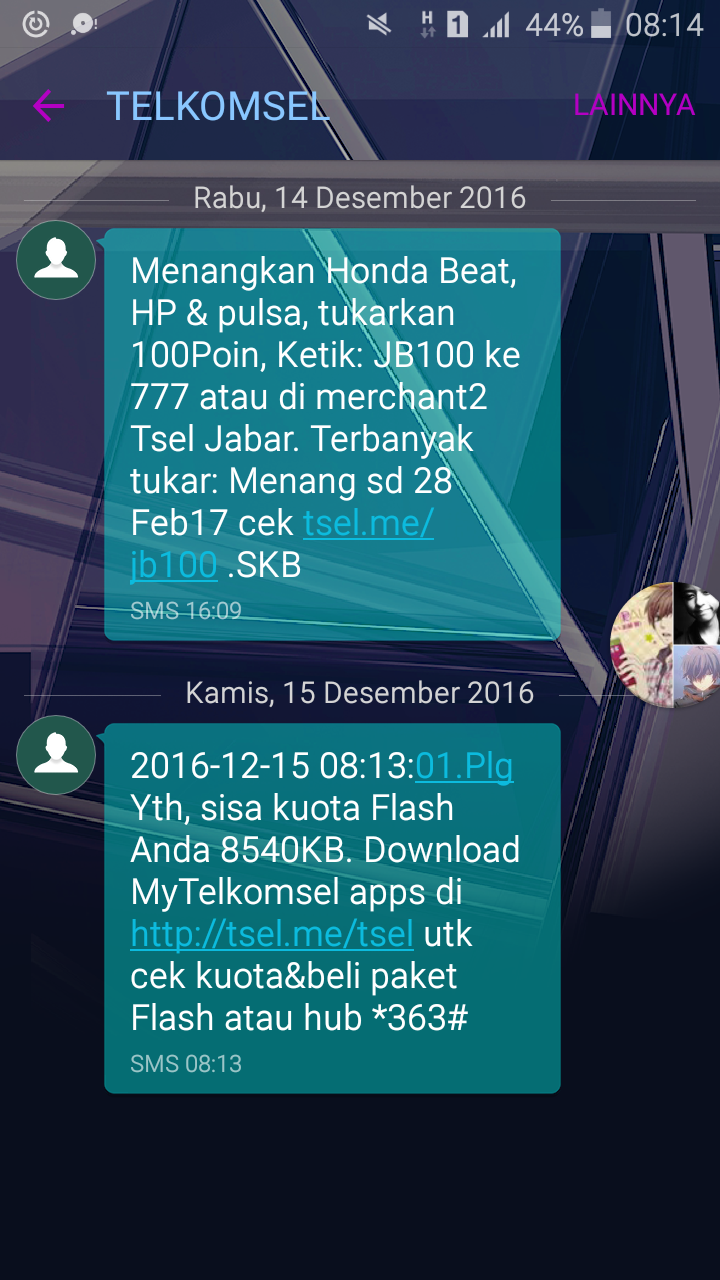 H 1 44% 08:14
TELKOMSEL LAINNYA
Rabu, 14 Desember 2016
Menangkan Honda Beat,
HP & pulsa, tukarkan
100Poin, Ketik: JB100 ke
777 atau di merchant2
Tsel Jabar. Terbanyak
tukar: Menang sd 28
Feb17 cek tsel.me/
jb100 .SKB
SMS 16:09
Kamis, 15 Desember 2016
2016-12-15 08:13:01.Plg
Yth, sisa kuota Flash
Anda 8540KB. Download
MyTelkomsel apps di
http://tsel.me/tsel utk
cek kuota&beli paket
Flash atau hub *363#
SMS 08:13